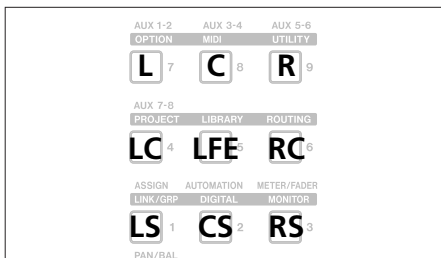 AUX 1-2 AUX 3-4 AUX 5-6
OPTION MIDI UTILITY
L 7 C 8 R 9
AUX 7-8
PROJECT LIBRARY ROUTING
LC 4 LFE 5 RC 6
ASSIGN AUTOMATION METER/FADER
LINK/GRP DIGITAL MONITOR
LS 1 CS 2 RS 3
PAN/BAL